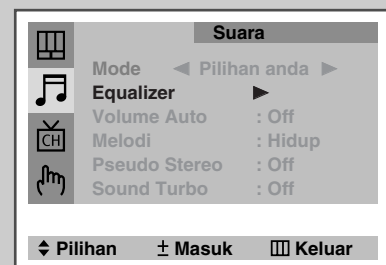 Suara
Mode ◀ Pilihan anda ▶
Equalizer ▶
Volume Auto : Off
Melodi : Hidup
Pseudo Stereo : Off
Sound Turbo : Off
CH
Pilihan ± Masuk Keluar